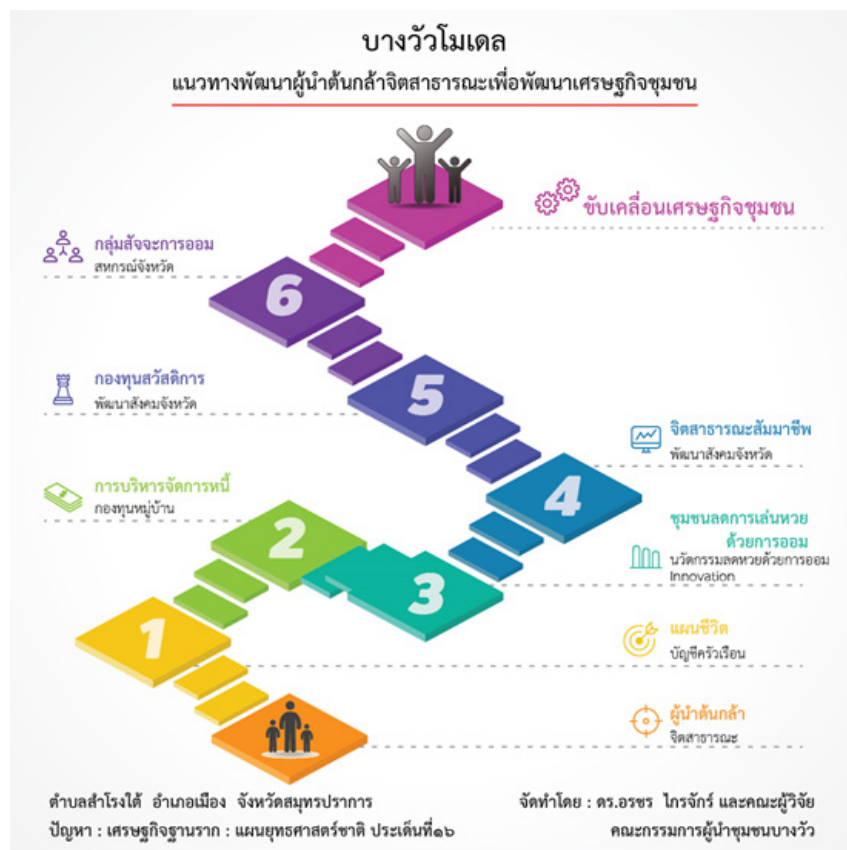 บางวัวโมเดล
แนวทางพัฒนาผู้นำต้นกล้าจิตสาธารณะเพื่อพัฒนาเศรษฐกิจชุมชน
ขับเคลื่อนเศรษฐกิจชุมชน
กลุ่มสัจจะการออม
สหกรณ์จังหวัด
6
กองทุนสวัสดิการ
พัฒนาสังคมจังหวัด
5
จิตสาธารณะสัมมาชีพ
พัฒนาสังคมจังหวัด
4
การบริหารจัดการหนี้
กองทุนหมู่บ้าน
2
ชุมชนลดการเล่นหวย
ด้วยการออม
นวัตกรรมลดหวยด้วยการออม
Innovation
3
1
แผนชีวิต
บัญชีครัวเรือน
ผู้นำต้นกล้า
จิตสาธารณะ
ตำบลสำโรงใต้ อำเภอเมือง จังหวัดสมุทรปราการ
ปัญหา : เศรษฐกิจฐานราก : แผนยุทธศาสตร์ชาติ ประเด็นที่๑๖
จัดทำโดย : ดร.อรชร ไกรจักร์ และคณะผู้วิจัย
คณะกรรมการผู้นำชุมชนบางวัว